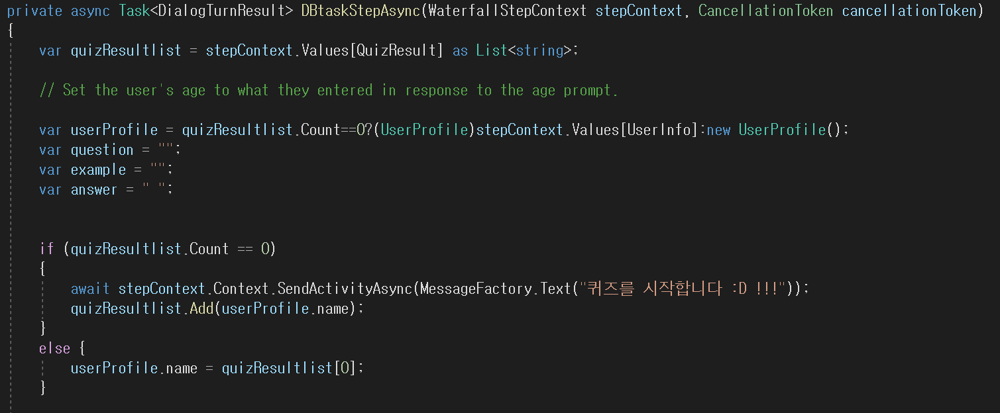 private async Task<DialogTurnResult> DBtaskStepAsync(WaterfallStepContext stepContext, CancellationToken cancellationToken)
{
var quizResultlist = stepContext.Values[QuizResult] as List<string>;
// Set the user's age to what they entered in response to the age prompt.
var userProfile = quizResultlist.Count==0?(UserProfile)stepContext.Values[UserInfo]:new UserProfile();
var question = "";
var example = "";
var answer = " ";
if (quizResultlist.Count == 0)
{
await stepContext.Context.SendActivityAsync(MessageFactory.Text("퀴즈를 시작합니다 :D !!!"));
quizResultlist.Add(userProfile.name);
}
else {
userProfile.name = quizResultlist[0];
}